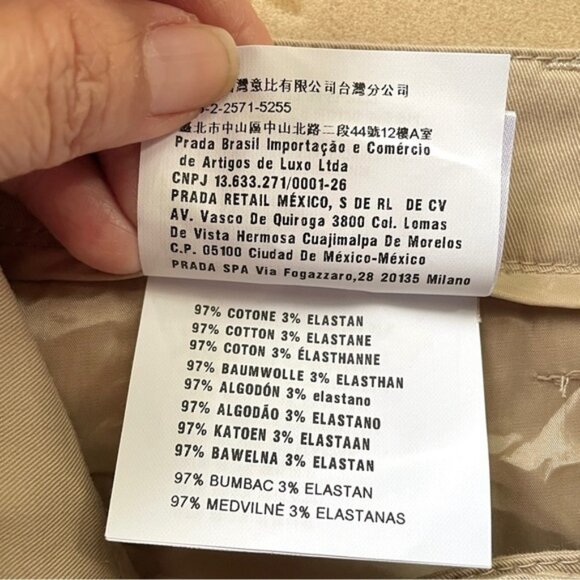 灣意比有限公司台灣分公司
-2-2571-5255
臺北市中山區中山北路二段44號12樓A室
Prada Brasil Importação e Comércio
de Artigos de Luxo Ltda
CNPJ 13.633.271/0001-26
PRADA RETAIL MÉXICO, S DE RL DE CV
AV. Vasco De Quiroga 3800 Col. Lomas
De Vista Hermosa Cuajimalpa De Morelos
C.P. 05100 Ciudad De México-México
PRADA SPA Via Fogazzaro,28 20135 Milano
97% COTONE 3% ELASTAN
97% COTTON 3% ELASTANE
97% COTON 3% ÉLASTHANNE
97% BAUMWOLLE 3% ELASTHAN
97% ALGODÓN 3% elastano
97% ALGODÃO 3% ELASTANO
97% KATOEN 3% ELASTAAN
97% BAWELNA 3% ELASTAN
97% BUMBAC 3% ELASTAN
97% MEDVILNĖ 3% ELASTANAS